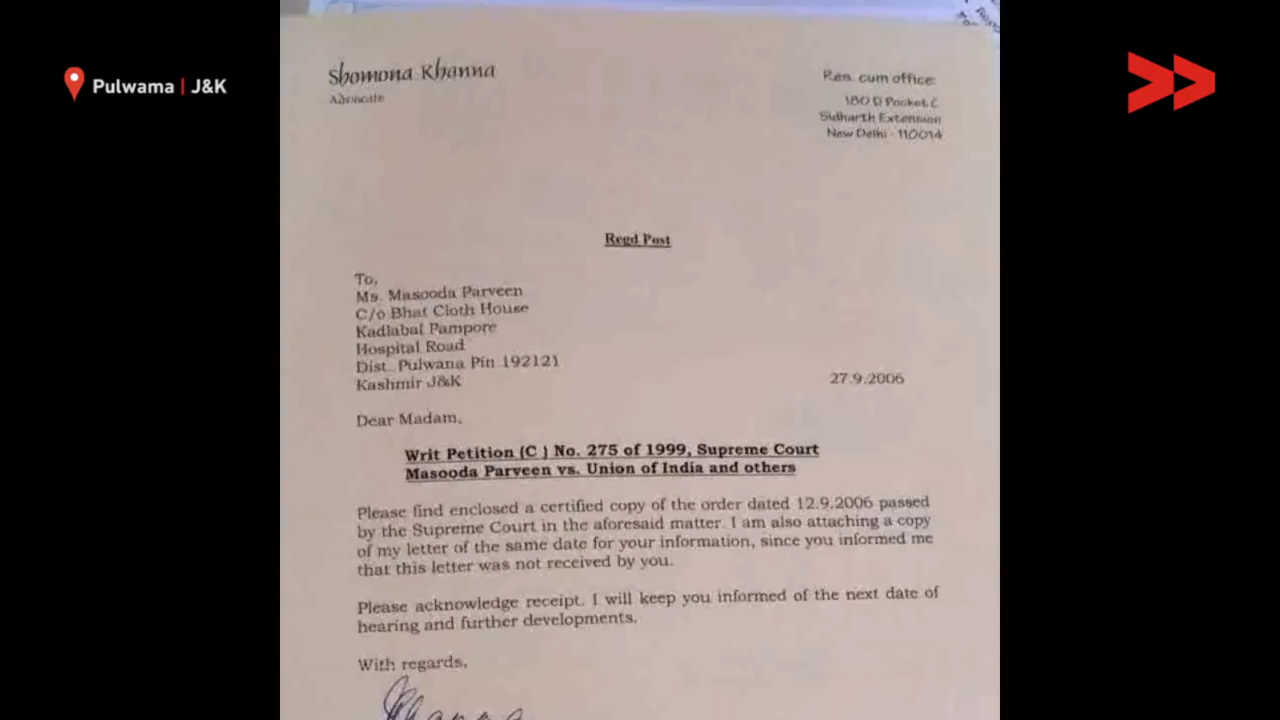 Pulwama | J&K
Shomona Khanna
Advocate
Res. cum office:
180 D Pocket C
Sidharth Extension
New Delhi - 110014
Regd Post
To,
Ms. Masooda Parveen
C/o Bhat Cloth House
Kadlabal Pampore
Hospital Road
Dist. Pulwana Pin 192121
Kashmir J&K
27.9.2006
Dear Madam,
Writ Petition (C ) No. 275 of 1999, Supreme Court
Masooda Parveen vs. Union of India and others
Please find enclosed a certified copy of the order dated 12.9.2006 passed
by the Supreme Court in the aforesaid matter. I am also attaching a copy
of my letter of the same date for your information, since you informed me
that this letter was not received by you.
Please acknowledge receipt. I will keep you informed of the next date of
hearing and further developments.
With regards,